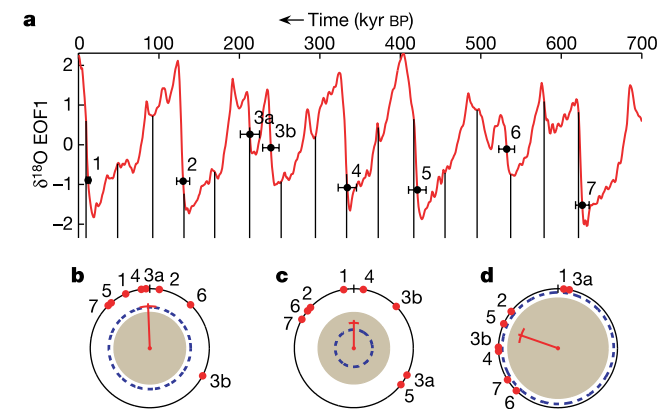 a
← Time (kyr BP)
0 100 200 300 400 500 600 700
δ18O EOF1
2
1
0
−1
−2
1 2 3a 3b 4 5 6 7
b
7 5 1 4 3a 2 6 3b
c
7 6 2 1 4 3b 3a 5
d
1 3a 2 5 3b 4 7 6